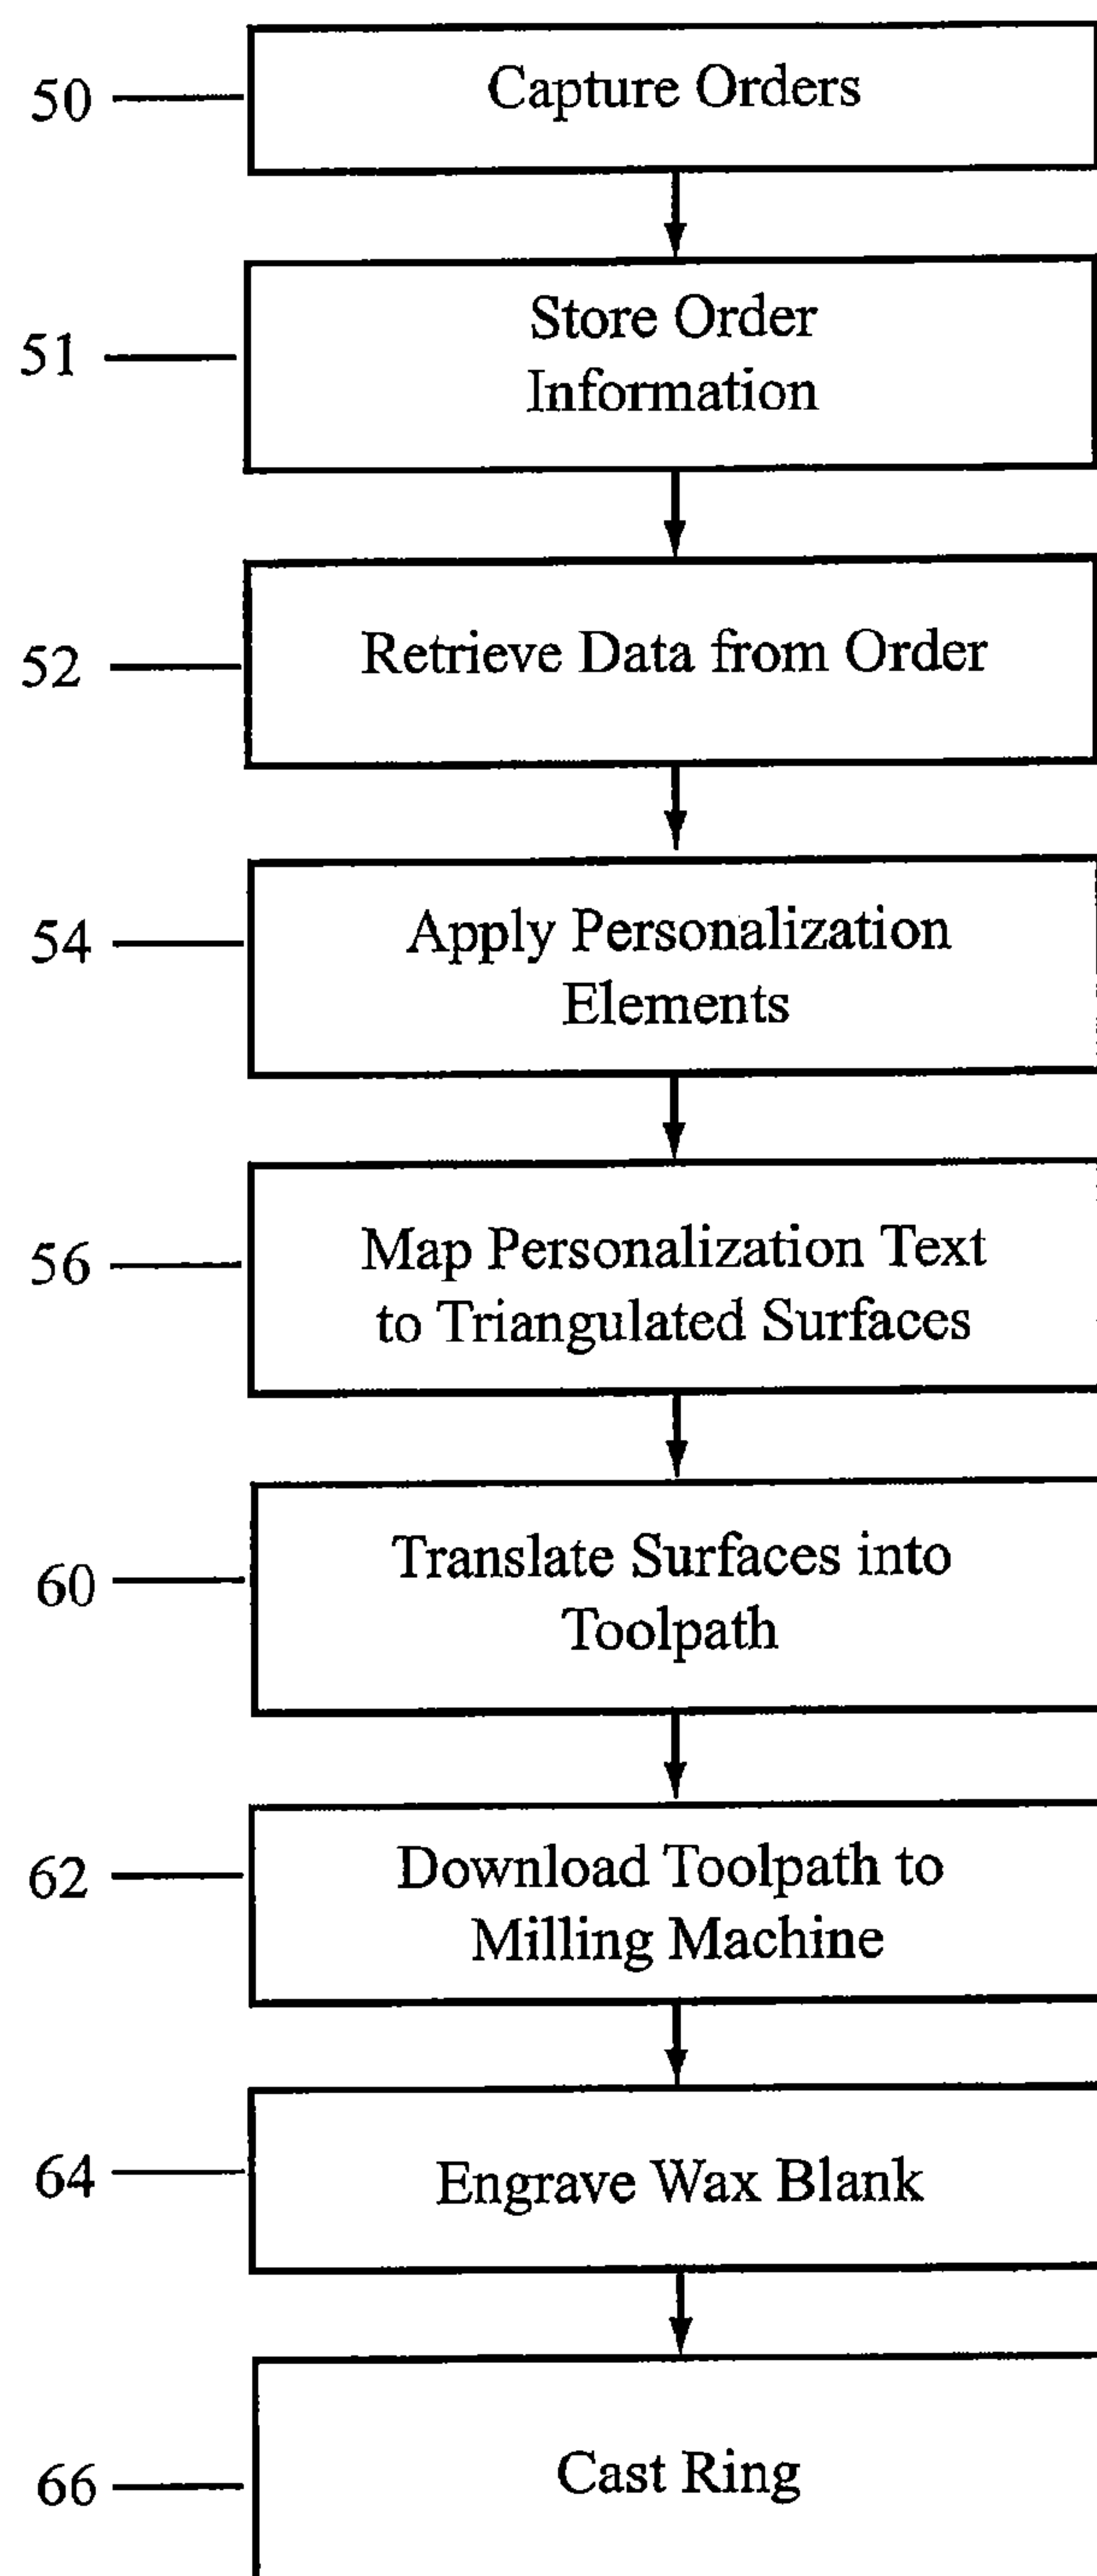 50
Capture Orders
51
Store Order
Information
52
Retrieve Data from Order
54
Apply Personalization
Elements
56
Map Personalization Text
to Triangulated Surfaces
60
Translate Surfaces into
Toolpath
62
Download Toolpath to
Milling Machine
64
Engrave Wax Blank
66
Cast Ring